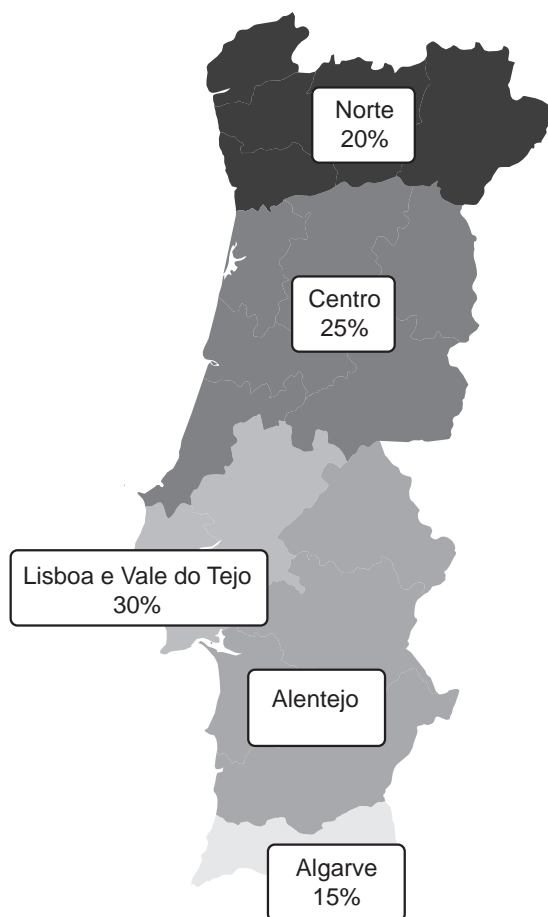 Norte
20%
Centro
25%
Lisboa e Vale do Tejo
30%
Alentejo
Algarve
15%